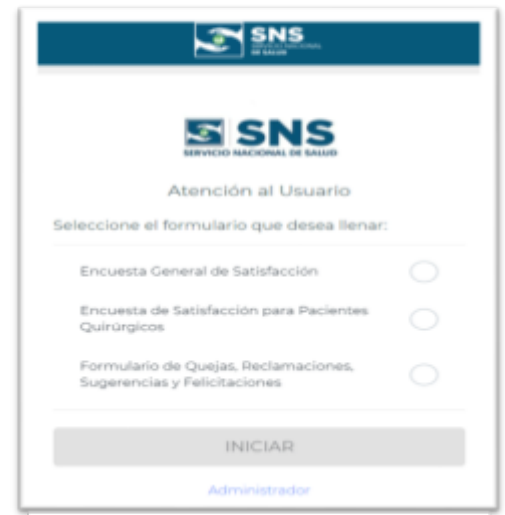 SNS
SERVICIO NACIONAL
DE SALUD
SNS
SERVICIO NACIONAL DE SALUD
Atención al Usuario
Seleccione el formulario que desea llenar:
Encuesta General de Satisfacción
Encuesta de Satisfacción para Pacientes
Quirúrgicos
Formulario de Quejas, Reclamaciones,
Sugerencias y Felicitaciones
INICIAR
Administrador